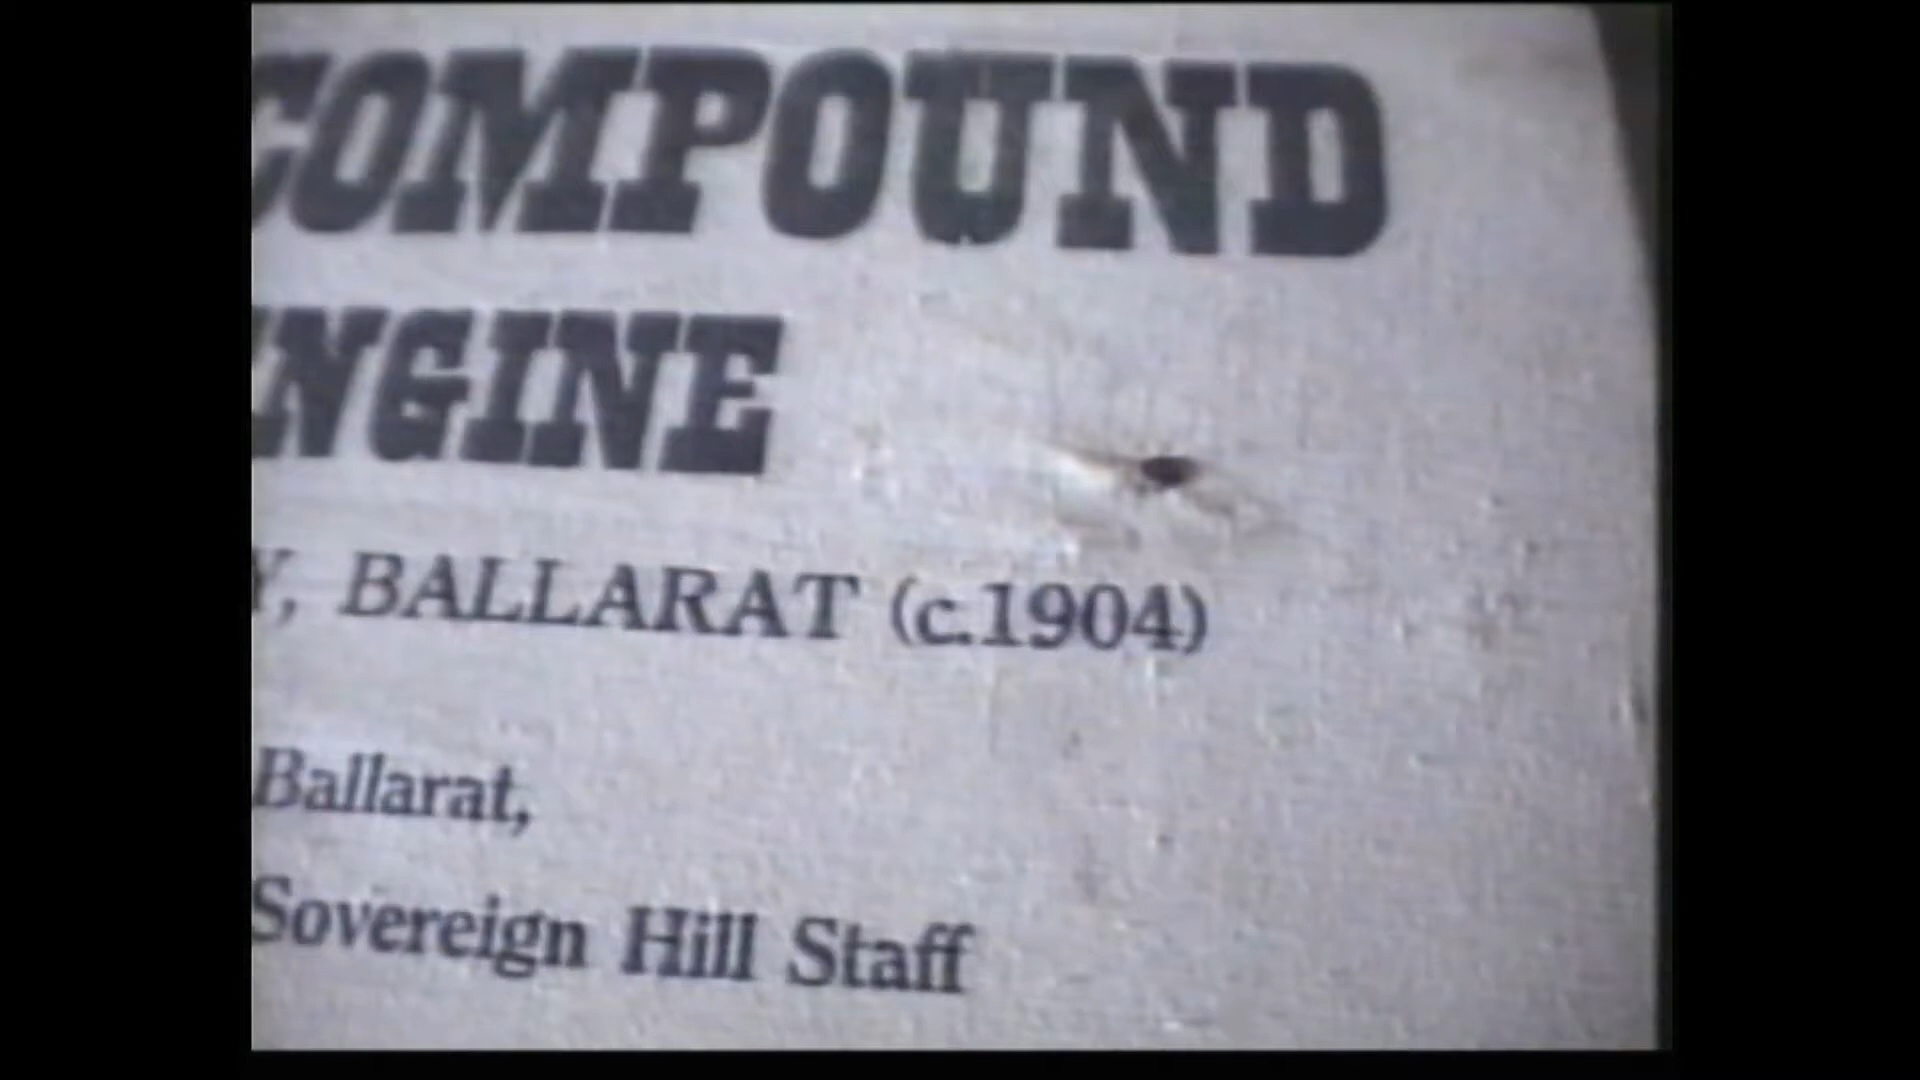 COMPOUND
NGINE
Y, BALLARAT (c.1904)
Ballarat,
Sovereign Hill Staff